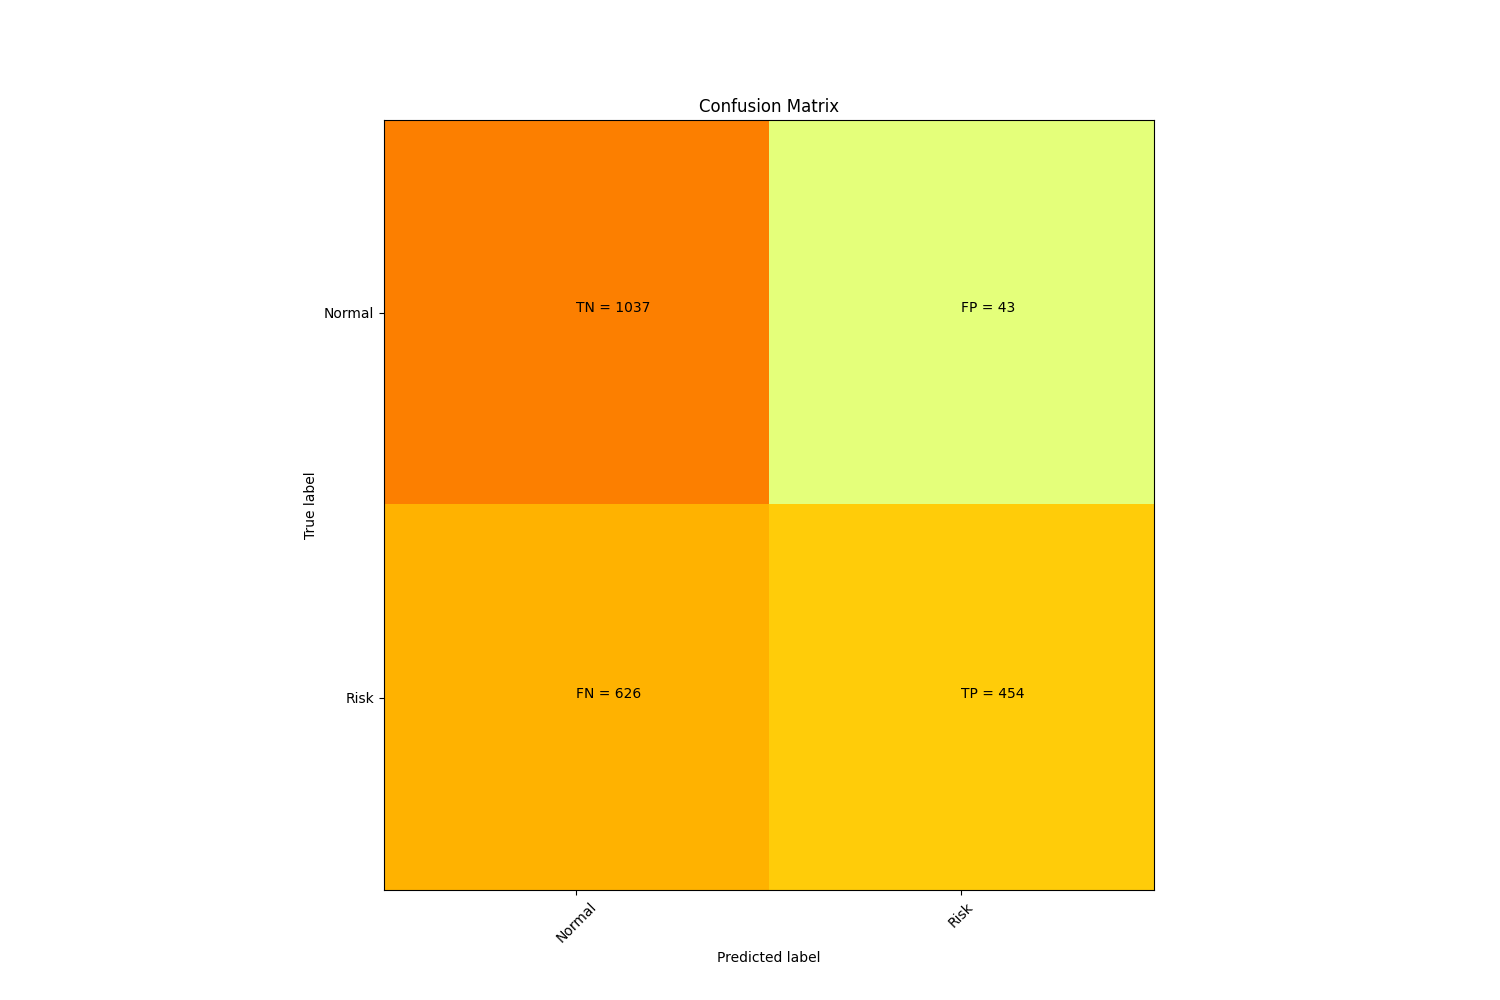 Confusion Matrix
Normal
TN = 1037
FP = 43
True label
Risk
FN = 626
TP = 454
Normal
Risk
Predicted label